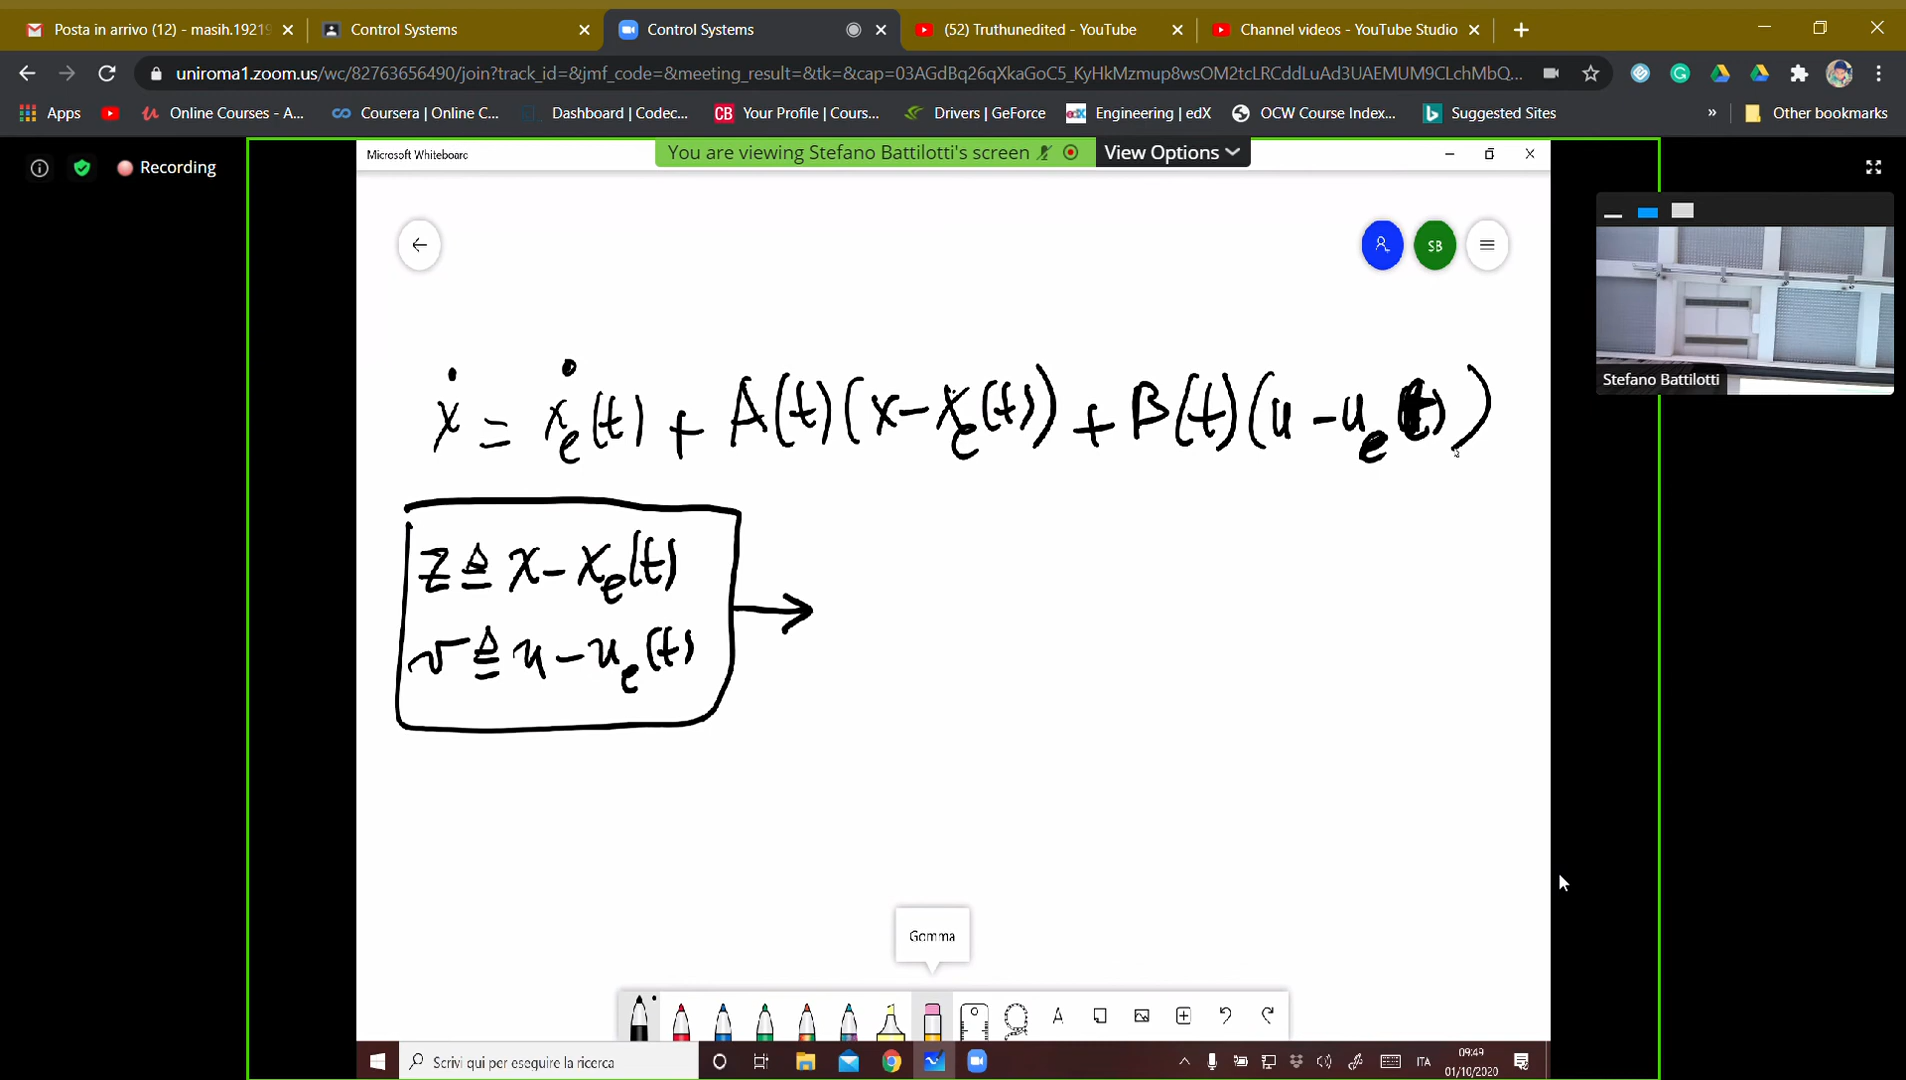 Posta in arrivo (12) - masih.19219
Control Systems
Control Systems
(52) Truthunedited - YouTube
Channel videos - YouTube Studio
uniroma1.zoom.us/wc/82763656490/join?track_id=&jmf_code=&meeting_result=&tk=&cap=03AGdBq26qXkaGoC5_KyHkMzmup8wsOM2tcLRCddLuAd3UAEMUM9CLchMbQ...
Apps
Online Courses - A...
Coursera | Online C...
Dashboard | Codec...
CB Your Profile | Cours...
Drivers | GeForce
edX Engineering | edX
OCW Course Index...
Suggested Sites
»
Other bookmarks
Recording
Microsoft Whiteboard
You are viewing Stefano Battilotti's screen
View Options
SB
Stefano Battilotti
ẋ = ẋₑ(t) + A(t)(x - xₑ(t)) + B(t)(u - uₑ(t))
z ≜ x - xₑ(t)
v ≜ u - uₑ(t)
Gomma
A
Scrivi qui per eseguire la ricerca
ITA
09:49
01/10/2020